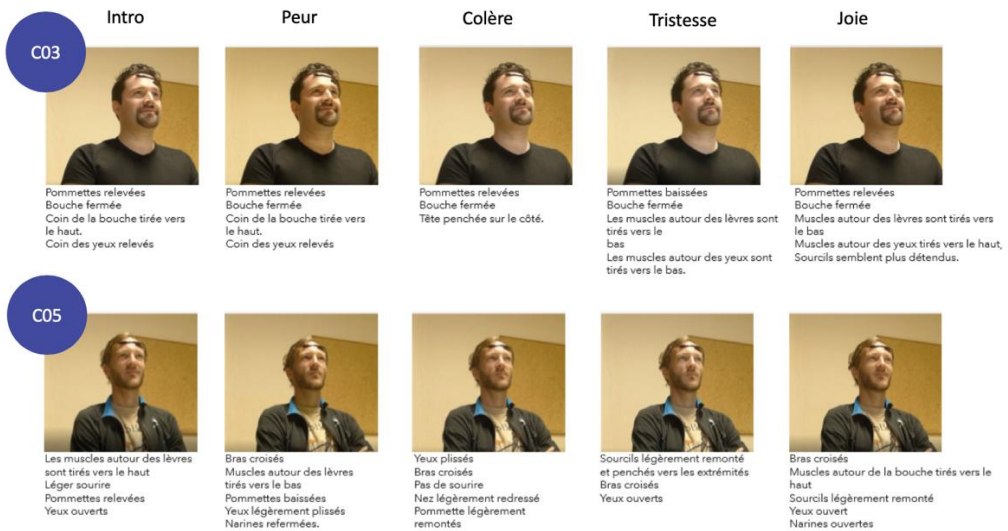 Intro
Peur
Colère
Tristesse
Joie
C03
Pommettes relevées
Bouche fermée
Coin de la bouche tirée vers
le haut.
Coin des yeux relevés
Pommettes relevées
Bouche fermée
Coin de la bouche tirée vers
le haut.
Coin des yeux relevés
Pommettes relevées
Bouche fermée
Tête penchée sur le côté.
Pommettes baissées
Bouche fermée
Les muscles autour des lèvres sont
tirés vers le
bas
Les muscles autour des yeux sont
tirés vers le bas.
Pommettes relevées
Bouche fermée
Muscles autour des lèvres sont tirés vers
le bas
Muscles autour des yeux tirés vers le haut,
Sourcils semblent plus détendus.
C05
Les muscles autour des lèvres
sont tirés vers le haut
Léger sourire
Pommettes relevées
Yeux ouverts
Bras croisés
Muscles autour des lèvres
tirés vers le bas
Pommettes baissées
Yeux légèrement plissés
Narines refermées.
Yeux plissés
Bras croisés
Pas de sourire
Nez légèrement redressé
Pommette légèrement
remontés
Sourcils légèrement remonté
et penchés vers les extrémités
Bras croisés
Yeux ouverts
Bras croisés
Muscles autour de la bouche tirés vers le
haut
Sourcils légèrement remonté
Yeux ouvert
Narines ouvertes